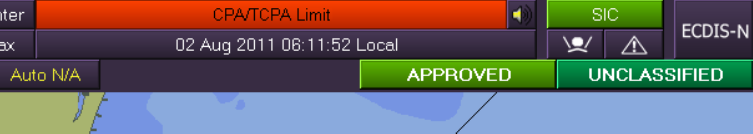 nter CPA/TCPA Limit SIC ECDIS-N
ax 02 Aug 2011 06:11:52 Local
Auto N/A APPROVED UNCLASSIFIED